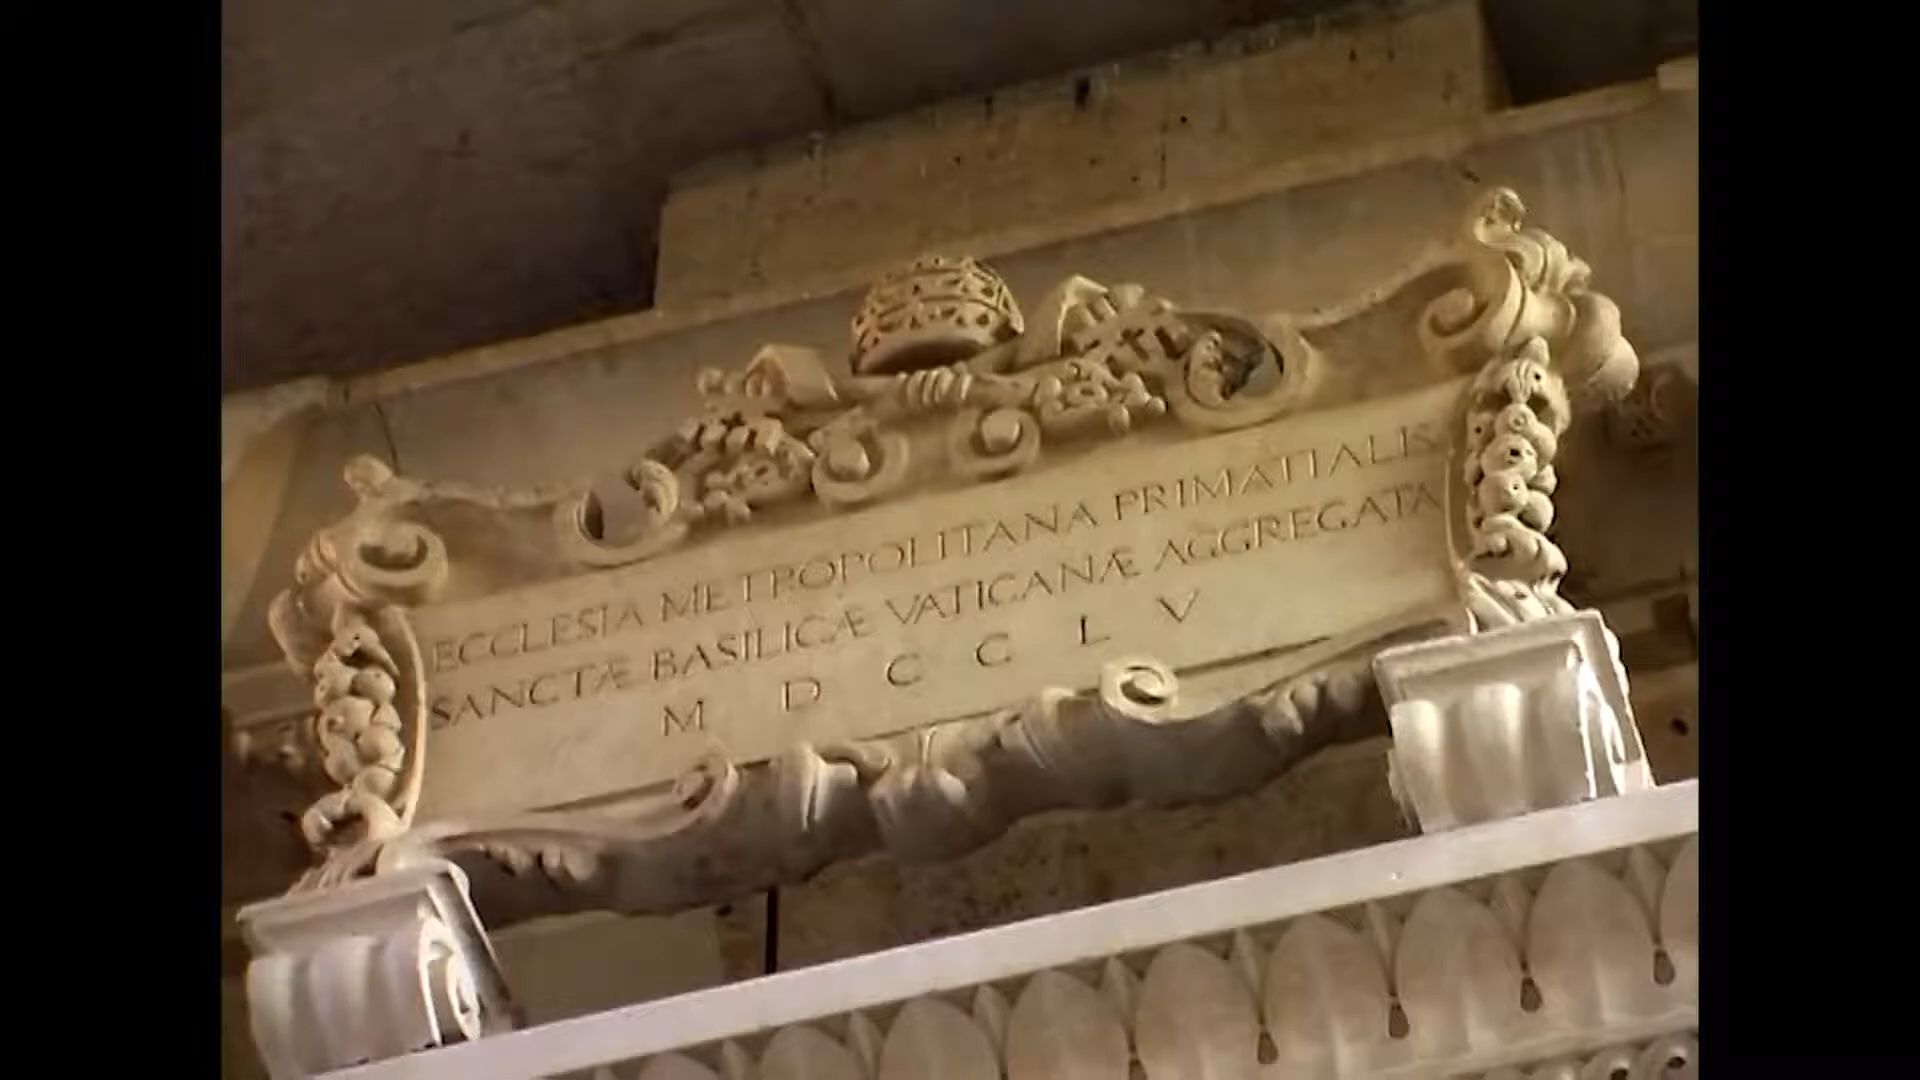 ECCLESIA METROPOLITANA PRIMATIALIS
SANCTÆ BASILICÆ VATICANÆ AGGREGATA
M D C C L V